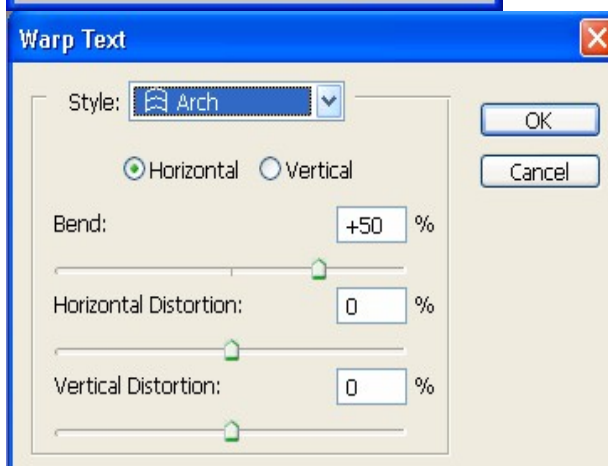 Warp Text
Style: Arch
OK
Horizontal Vertical
Cancel
Bend: +50 %
Horizontal Distortion: 0 %
Vertical Distortion: 0 %